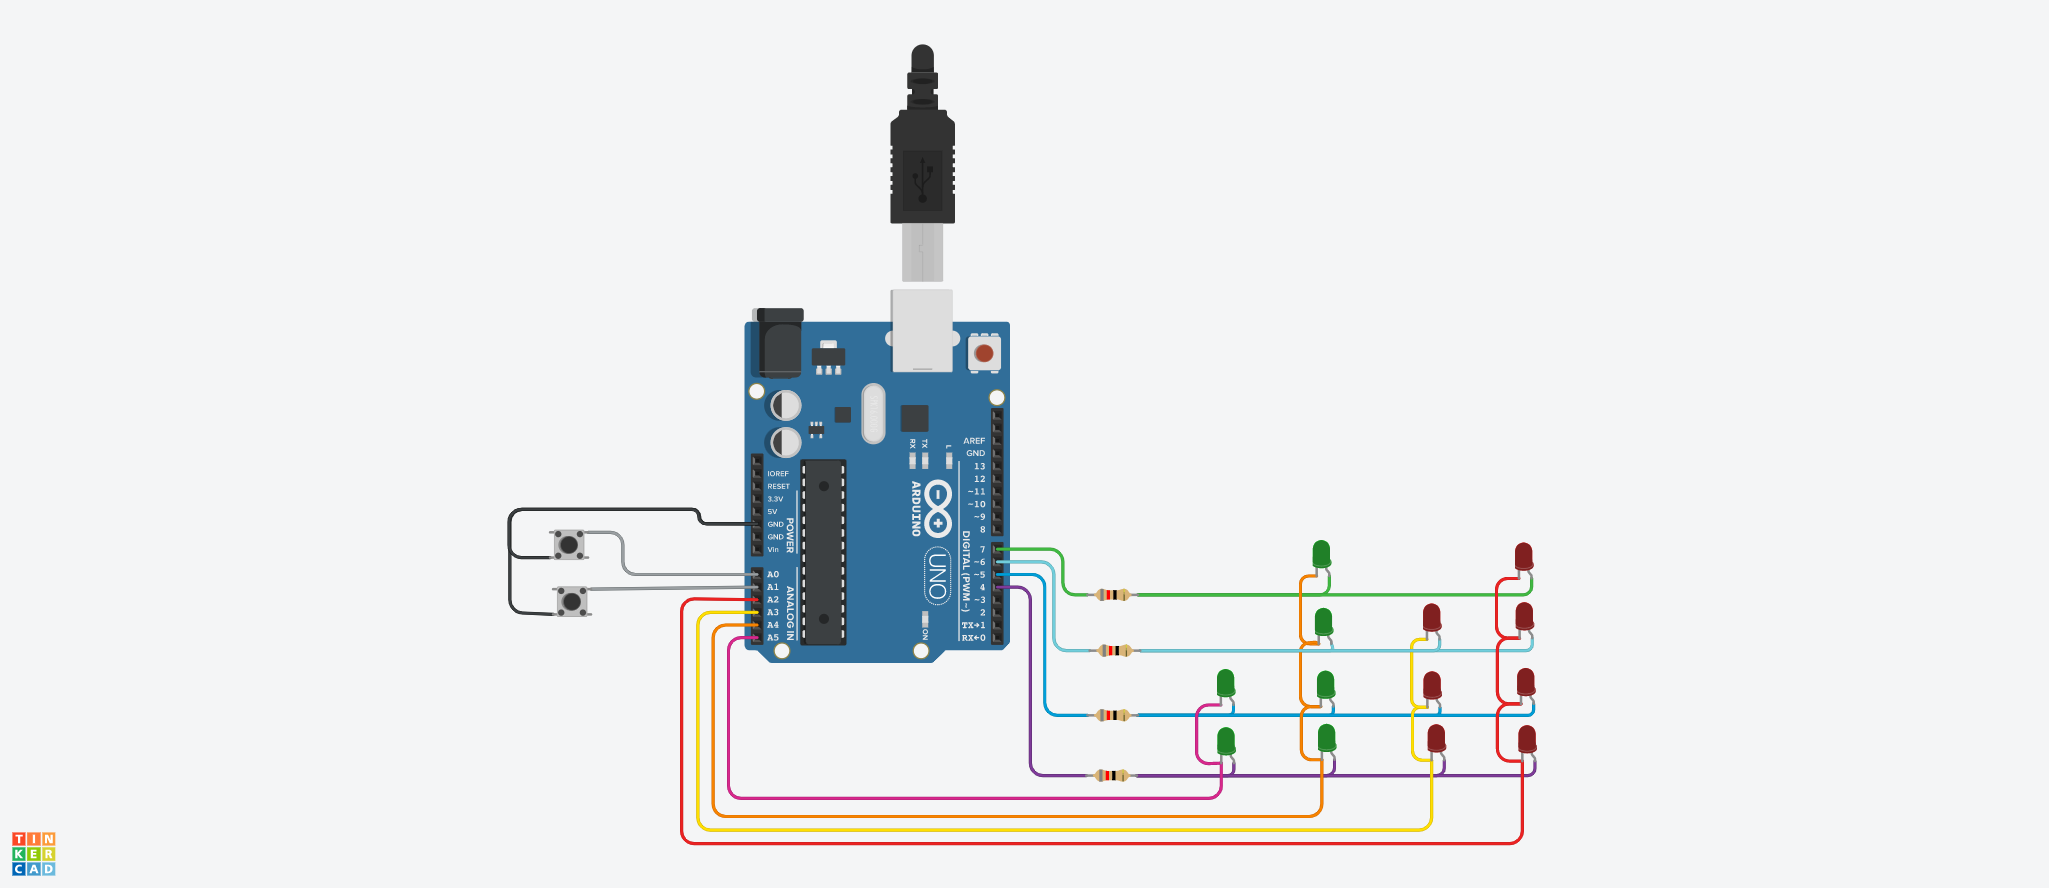 RX
TX
L
AREF
GND
13
12
~11
~10
~9
8
7
~6
~5
4
~3
2
TX→1
RX←0
IOREF
RESET
3.3V
5V
GND
GND
Vin
A0
A1
A2
A3
A4
A5
POWER
ANALOG IN
ARDUINO
UNO
DIGITAL (PWM~)
ON
TIN
KER
CAD